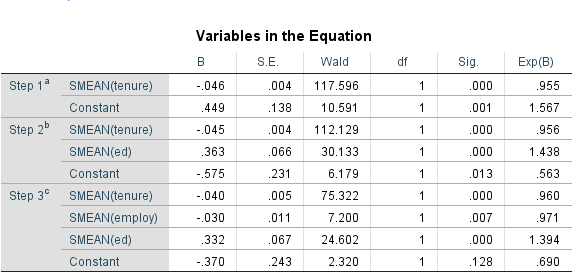 Variables in the Equation
B S.E. Wald df Sig. Exp(B)
Step 1a SMEAN(tenure) -.046 .004 117.596 1 .000 .955
Constant .449 .138 10.591 1 .001 1.567
Step 2b SMEAN(tenure) -.045 .004 112.129 1 .000 .956
SMEAN(ed) .363 .066 30.133 1 .000 1.438
Constant -.575 .231 6.179 1 .013 .563
Step 3c SMEAN(tenure) -.040 .005 75.322 1 .000 .960
SMEAN(employ) -.030 .011 7.200 1 .007 .971
SMEAN(ed) .332 .067 24.602 1 .000 1.394
Constant -.370 .243 2.320 1 .128 .690